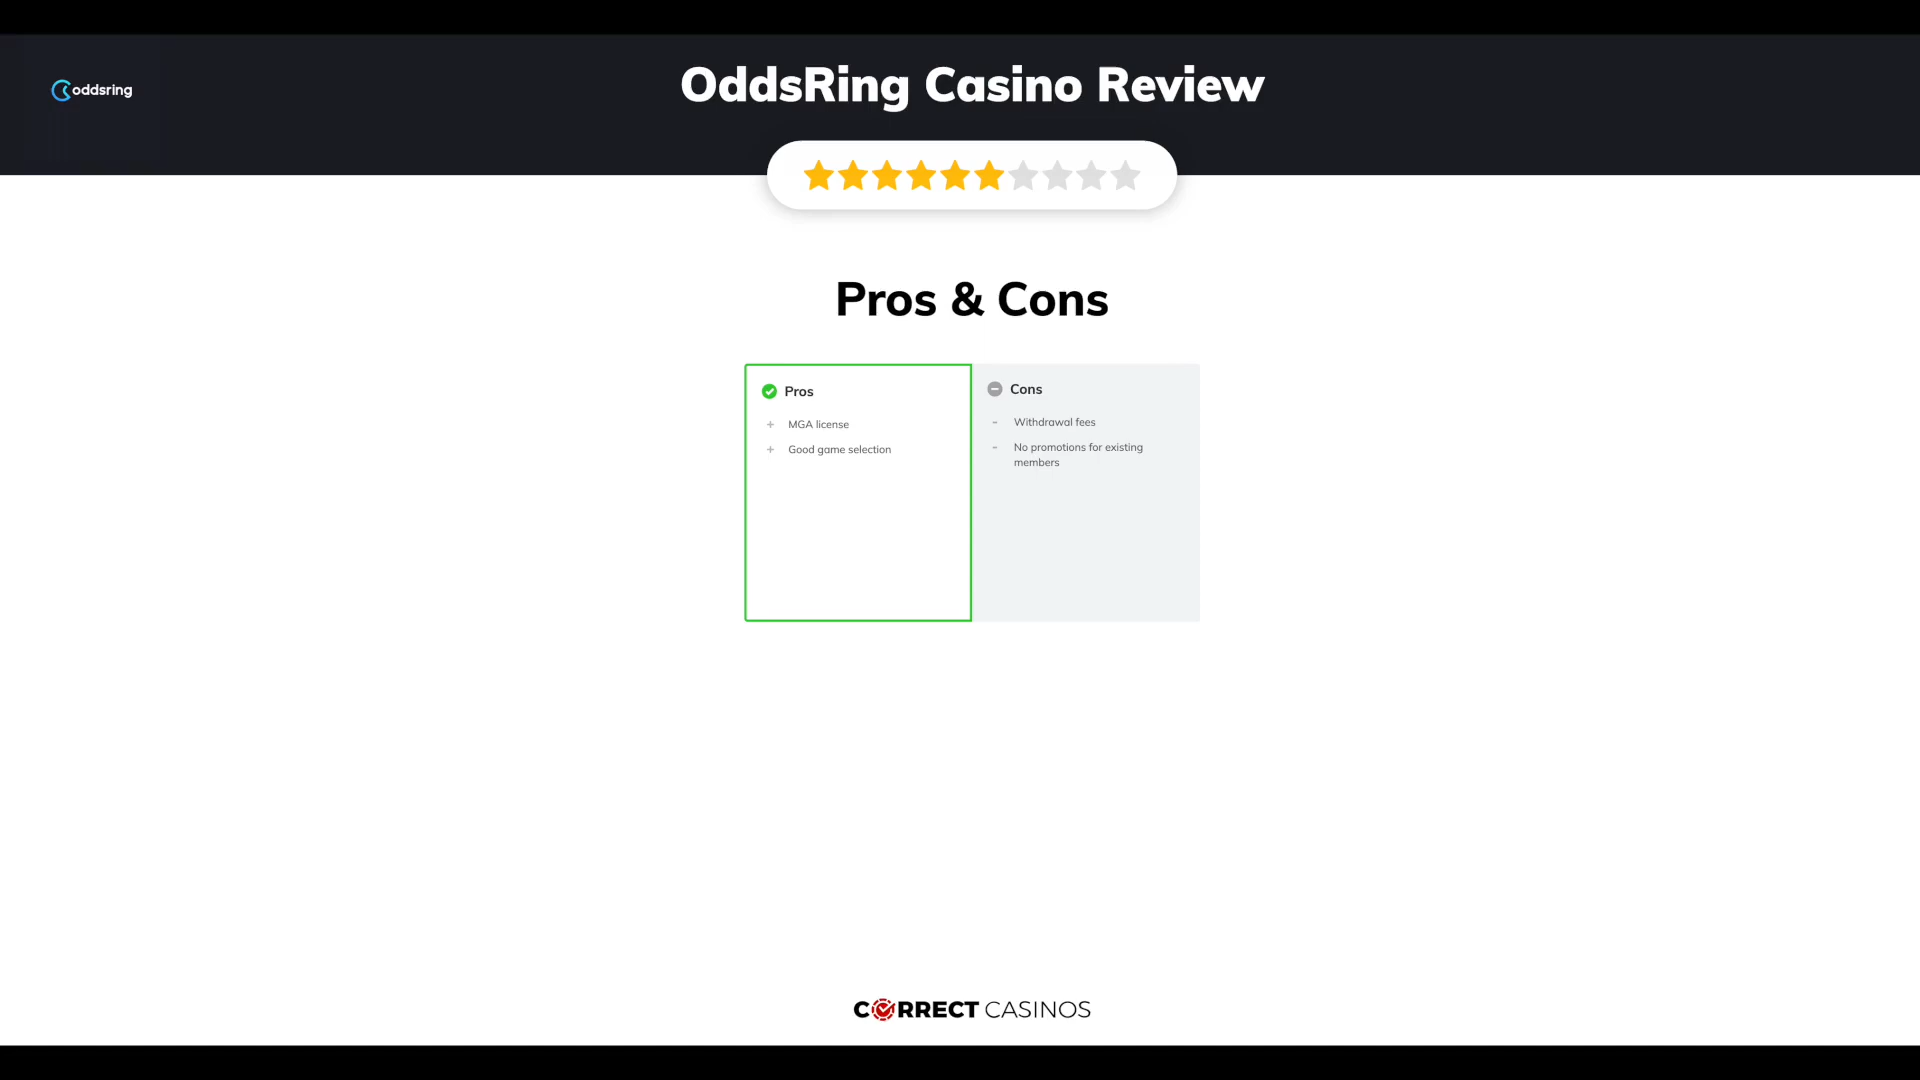 oddsring
OddsRing Casino Review
Pros & Cons
Pros
+ MGA license
+ Good game selection
Cons
- Withdrawal fees
- No promotions for existing
members
CORRECT CASINOS